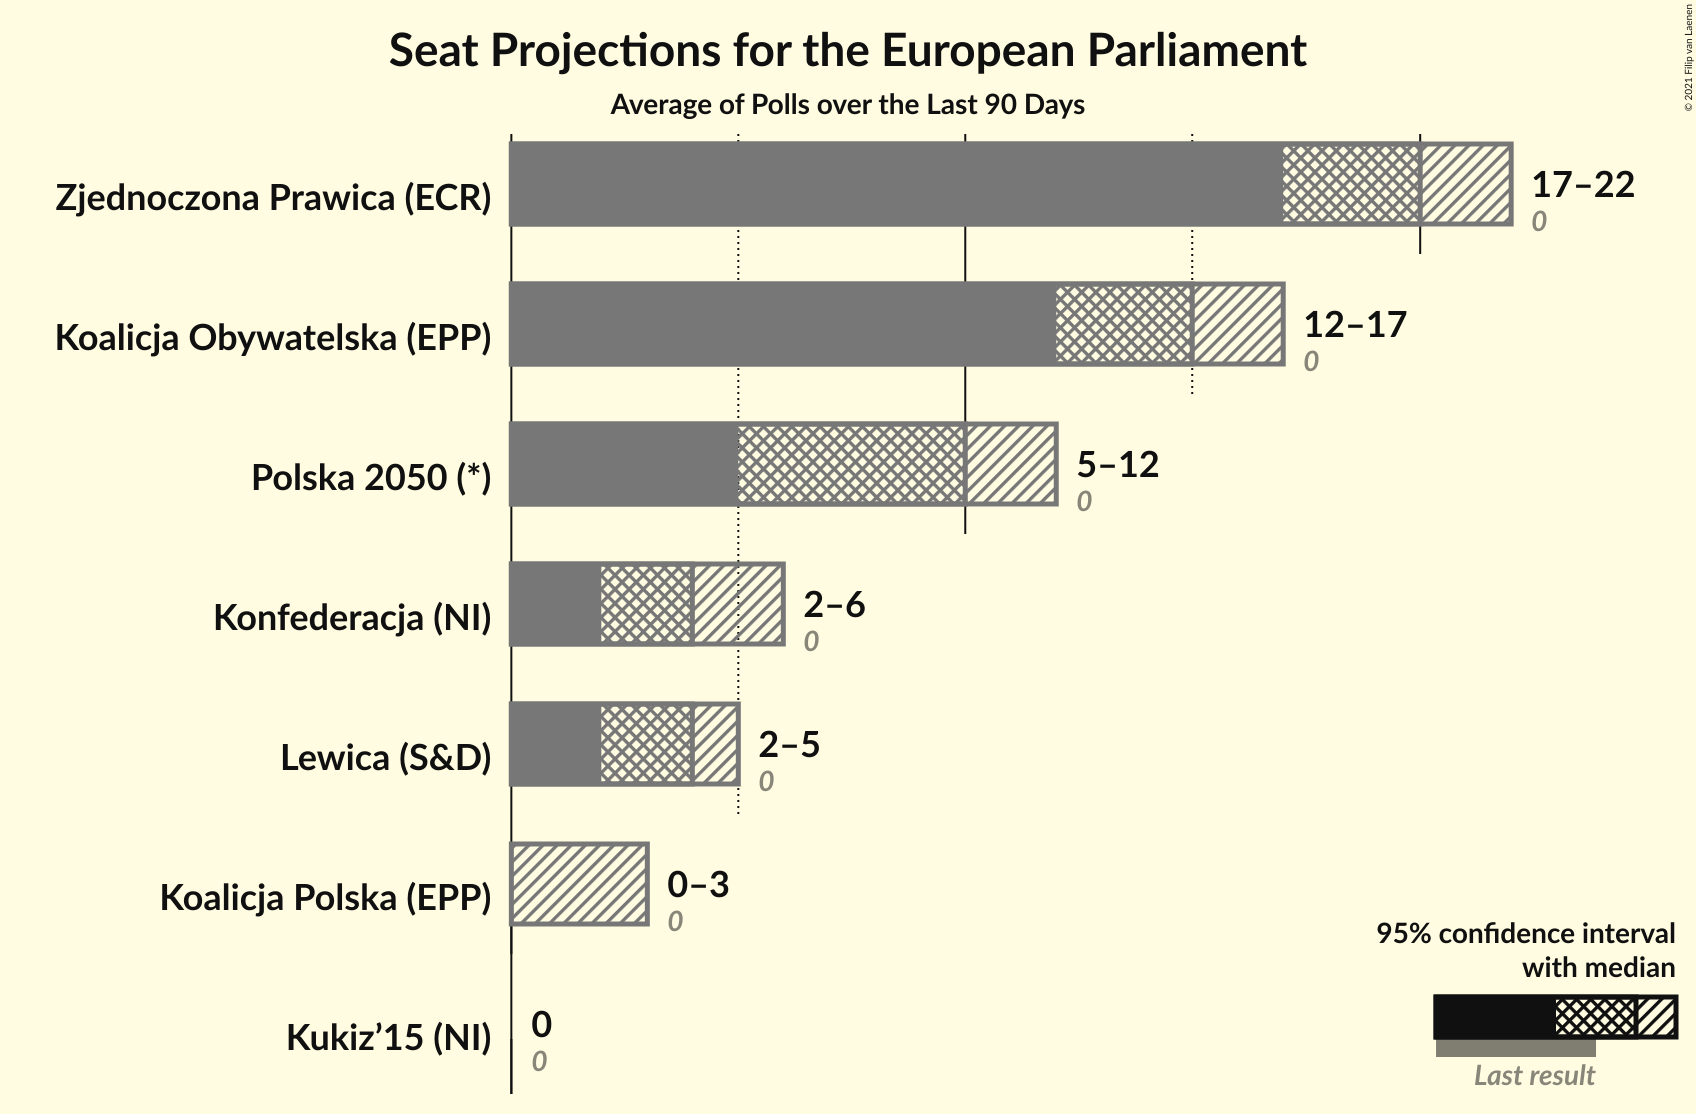 Seat Projections for the European Parliament
Average of Polls over the Last 90 Days
© 2021 Filip van Laenen
Zjednoczona Prawica (ECR)
17–22
0
Koalicja Obywatelska (EPP)
12–17
0
Polska 2050 (*)
5–12
0
Konfederacja (NI)
2–6
0
Lewica (S&D)
2–5
0
Koalicja Polska (EPP)
0–3
0
Kukiz’15 (NI)
0
0
95% confidence interval
with median
Last result